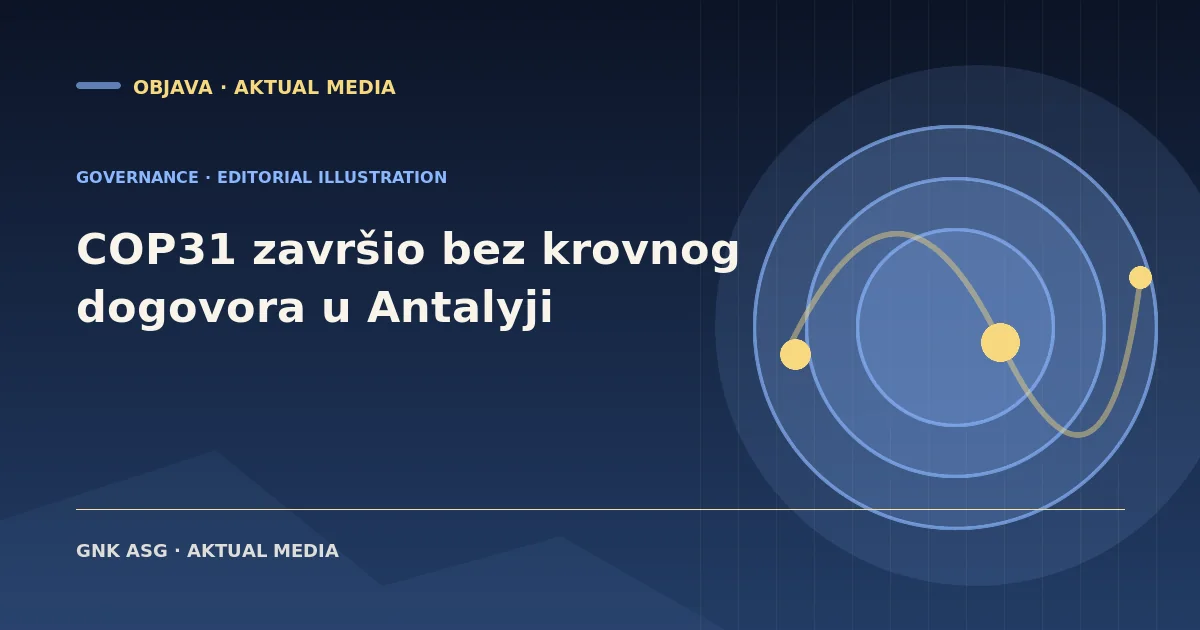 OBJAVA · AKTUAL MEDIA
GOVERNANCE · EDITORIAL ILLUSTRATION
COP31 završio bez krovnog
dogovora u Antalyji
GNK ASG · AKTUAL MEDIA